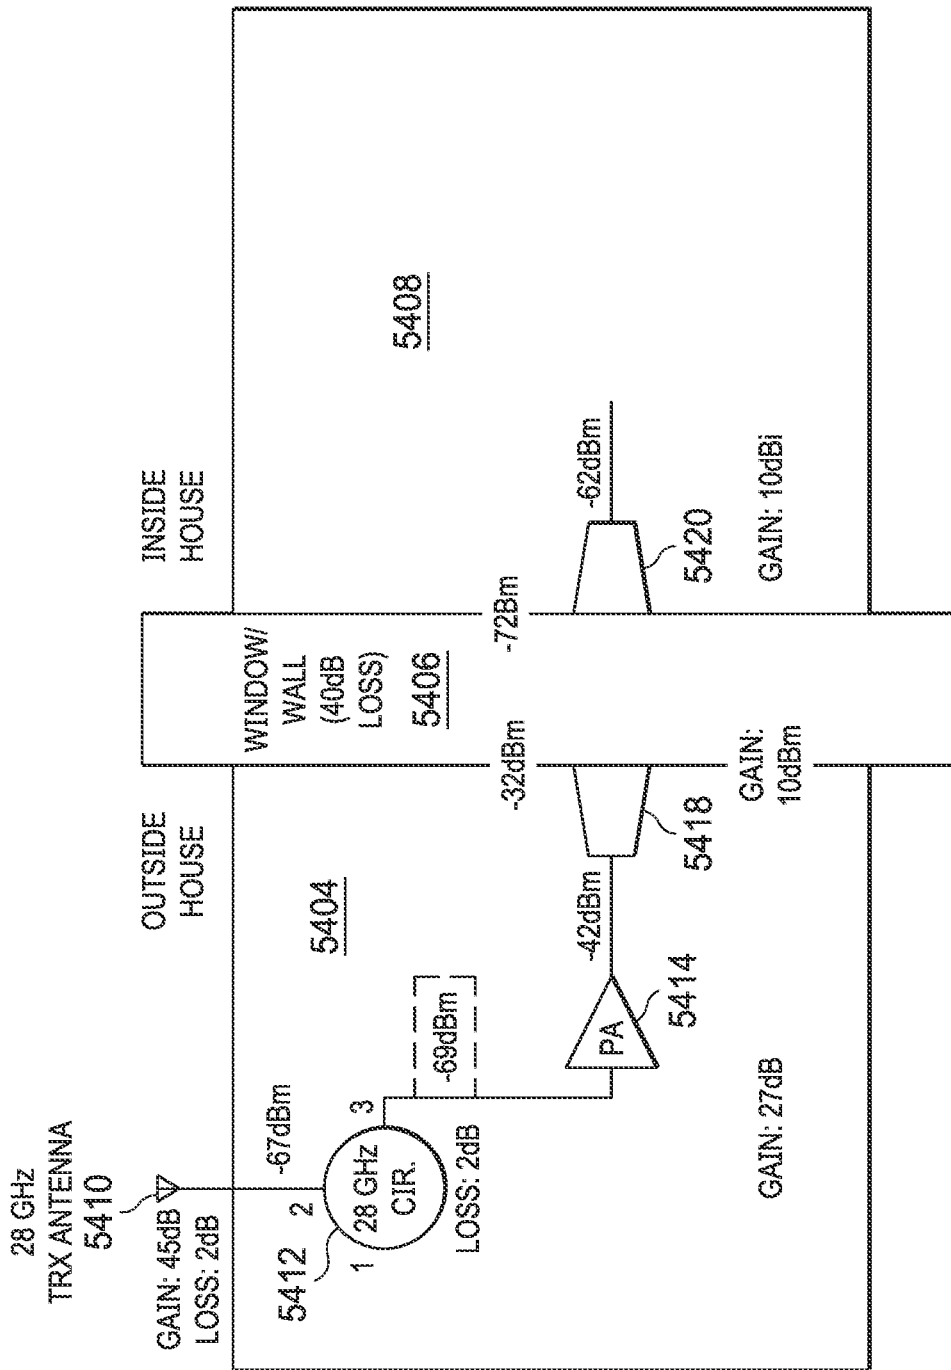 28 GHz
TRX ANTENNA
5410
GAIN: 45dB
LOSS: 2dB
OUTSIDE
HOUSE
INSIDE
HOUSE
-67dBm
5412
1
2
3
28 GHz
CIR.
LOSS: 2dB
-69dBm
5404
WINDOW/
WALL
(40dB
LOSS)
5406
5408
PA
5414
GAIN: 27dB
-42dBm
-32dBm
5418
GAIN:
10dBm
-72Bm
-62dBm
5420
GAIN: 10dBi